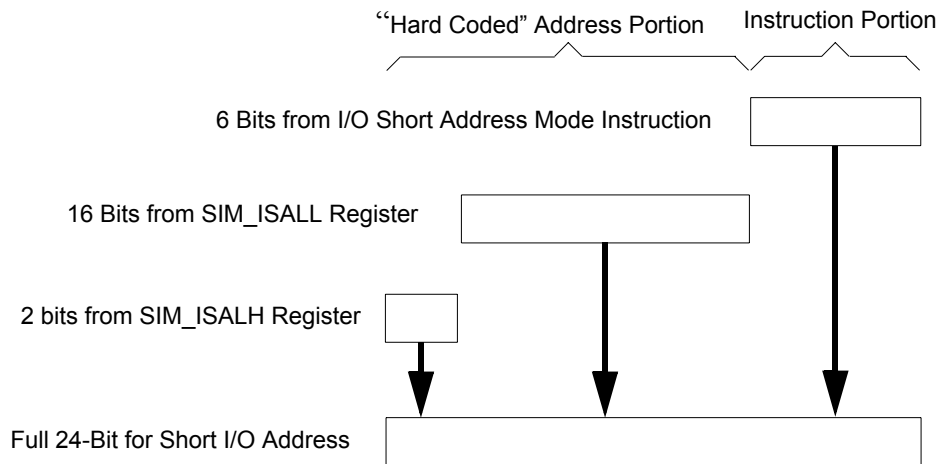 “Hard Coded” Address Portion
Instruction Portion
6 Bits from I/O Short Address Mode Instruction
16 Bits from SIM_ISALL Register
2 bits from SIM_ISALH Register
Full 24-Bit for Short I/O Address